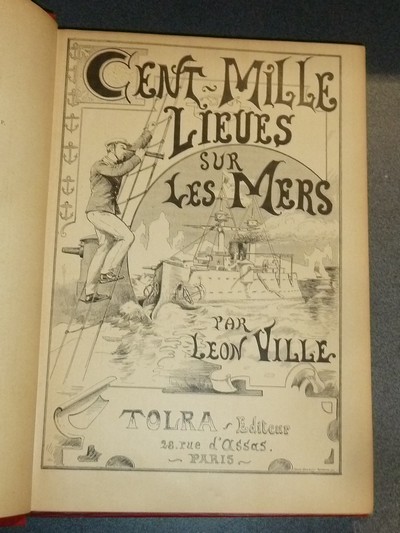 CENT-MILLE
LIEUES
SUR
LES MERS
PAR
LEON VILLE
TOLRA - Editeur
28. rue d'Assas.
~ PARIS ~